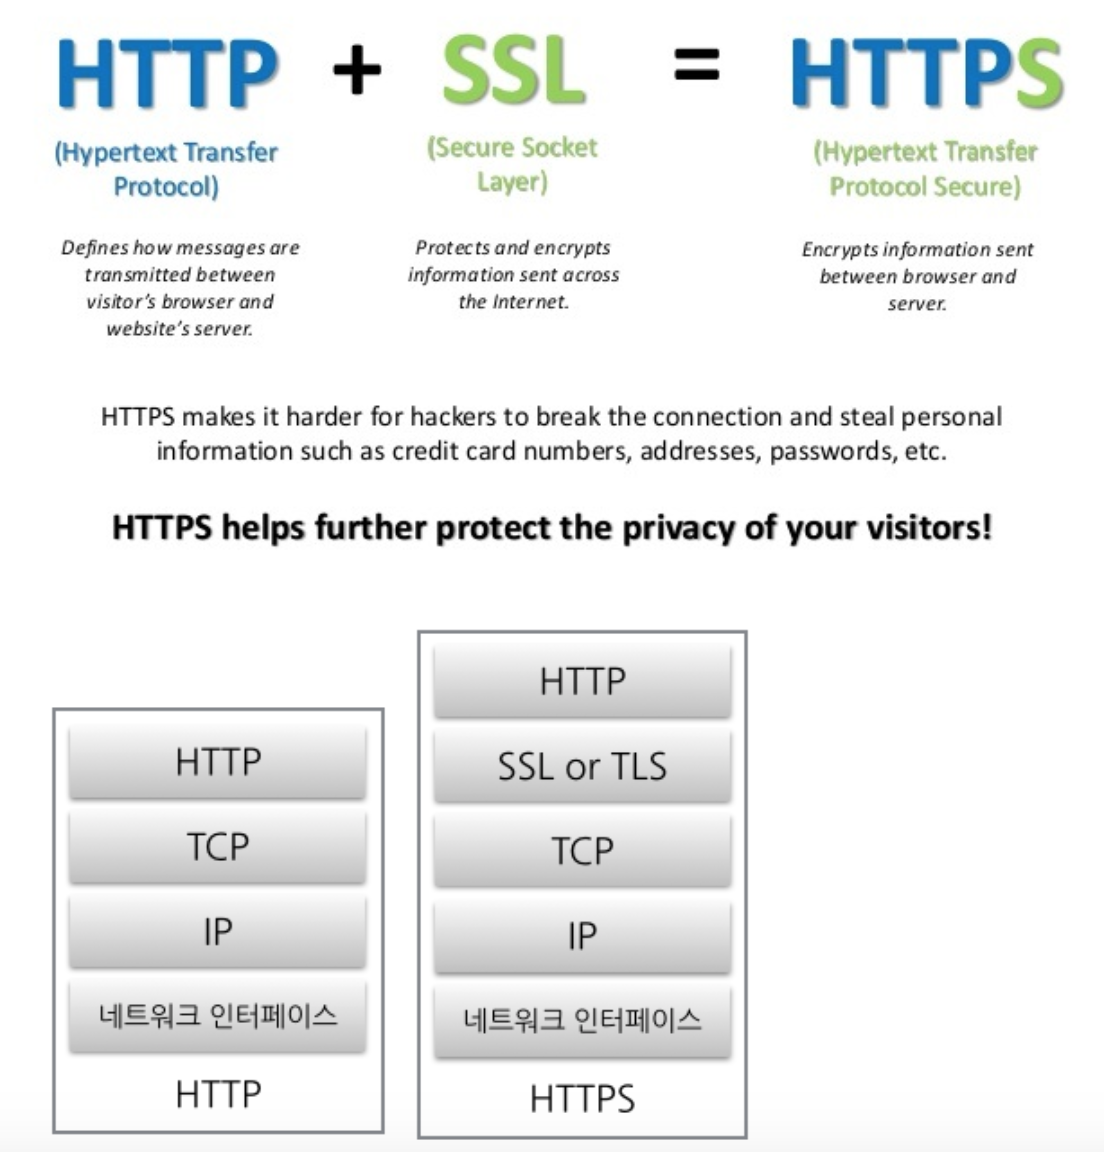 HTTP + SSL = HTTPS
(Hypertext Transfer
Protocol)
(Secure Socket
Layer)
(Hypertext Transfer
Protocol Secure)
Defines how messages are
transmitted between
visitor's browser and
website's server.
Protects and encrypts
information sent across
the Internet.
Encrypts information sent
between browser and
server.
HTTPS makes it harder for hackers to break the connection and steal personal
information such as credit card numbers, addresses, passwords, etc.
HTTPS helps further protect the privacy of your visitors!
HTTP
TCP
IP
네트워크 인터페이스
HTTP
HTTP
SSL or TLS
TCP
IP
네트워크 인터페이스
HTTPS